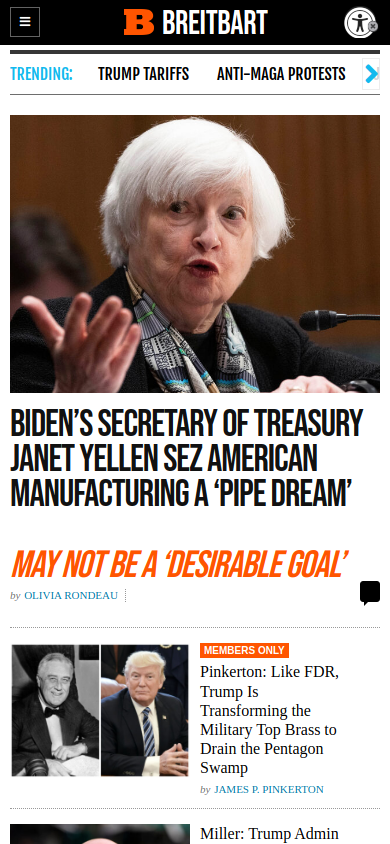 B BREITBART
TRENDING:
TRUMP TARIFFS
ANTI-MAGA PROTESTS
BIDEN’S SECRETARY OF TREASURY
JANET YELLEN SEZ AMERICAN
MANUFACTURING A ‘PIPE DREAM’
MAY NOT BE A ‘DESIRABLE GOAL’
by OLIVIA RONDEAU
MEMBERS ONLY
Pinkerton: Like FDR,
Trump Is
Transforming the
Military Top Brass to
Drain the Pentagon
Swamp
by JAMES P. PINKERTON
Miller: Trump Admin